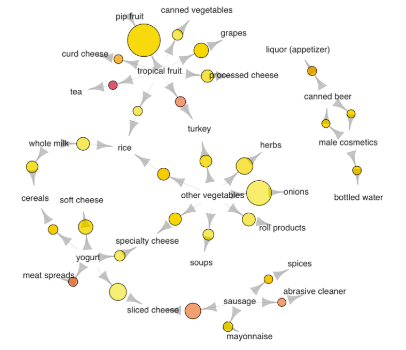 canned vegetables
pip fruit
grapes
liquor (appetizer)
curd cheese
tropical fruit
processed cheese
tea
canned beer
turkey
male cosmetics
whole milk
rice
herbs
other vegetables
onions
bottled water
cereals
soft cheese
roll products
specialty cheese
yogurt
soups
spices
meat spreads
abrasive cleaner
sausage
sliced cheese
mayonnaise